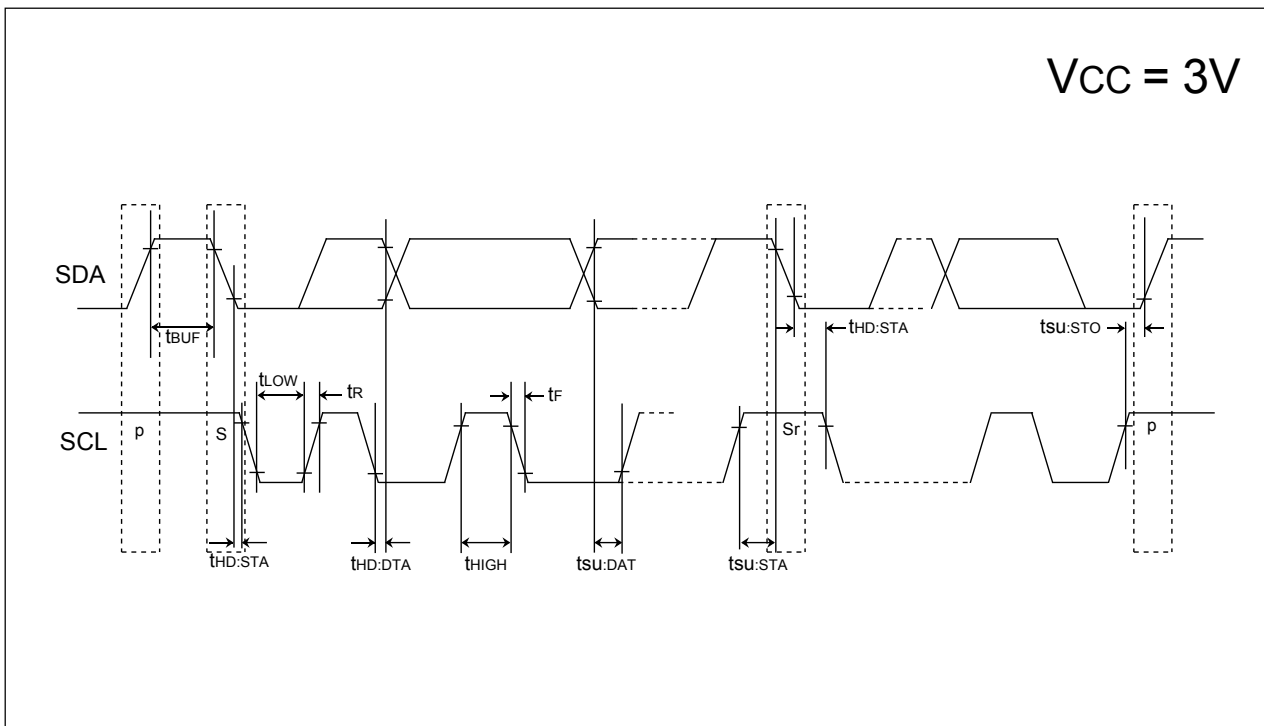 VCC = 3V
SDA
tBUF
tHD:STA
tsu:STO
tLOW
tR
tF
SCL
p
S
Sr
p
tHD:STA
tHD:DTA
tHIGH
tsu:DAT
tsu:STA